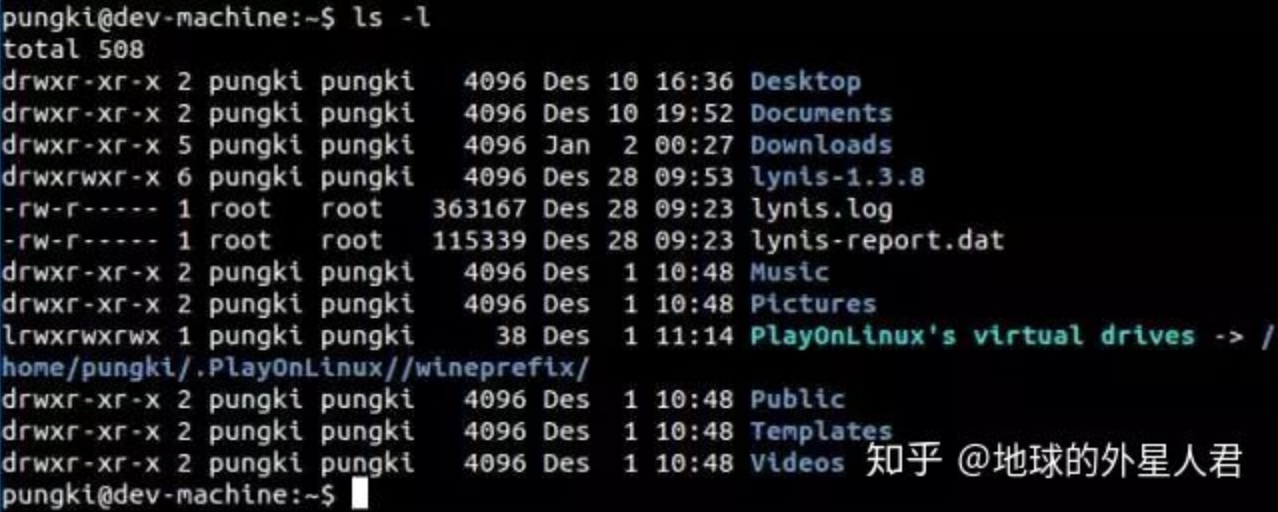 pungki@dev-machine:~$ ls -l
total 508
drwxr-xr-x 2 pungki pungki   4096 Des 10 16:36 Desktop
drwxr-xr-x 2 pungki pungki   4096 Des 10 19:52 Documents
drwxr-xr-x 5 pungki pungki   4096 Jan  2 00:27 Downloads
drwxrwxr-x 6 pungki pungki   4096 Des 28 09:53 lynis-1.3.8
-rw-r----- 1 root   root   363167 Des 28 09:23 lynis.log
-rw-r----- 1 root   root   115339 Des 28 09:23 lynis-report.dat
drwxr-xr-x 2 pungki pungki   4096 Des  1 10:48 Music
drwxr-xr-x 2 pungki pungki   4096 Des  1 10:48 Pictures
lrwxrwxrwx 1 pungki pungki     38 Des  1 11:14 PlayOnLinux's virtual drives -> /
home/pungki/.PlayOnLinux//wineprefix/
drwxr-xr-x 2 pungki pungki   4096 Des  1 10:48 Public
drwxr-xr-x 2 pungki pungki   4096 Des  1 10:48 Templates
drwxr-xr-x 2 pungki pungki   4096 Des  1 10:48 Videos
知乎 @地球的外星人君
pungki@dev-machine:~$